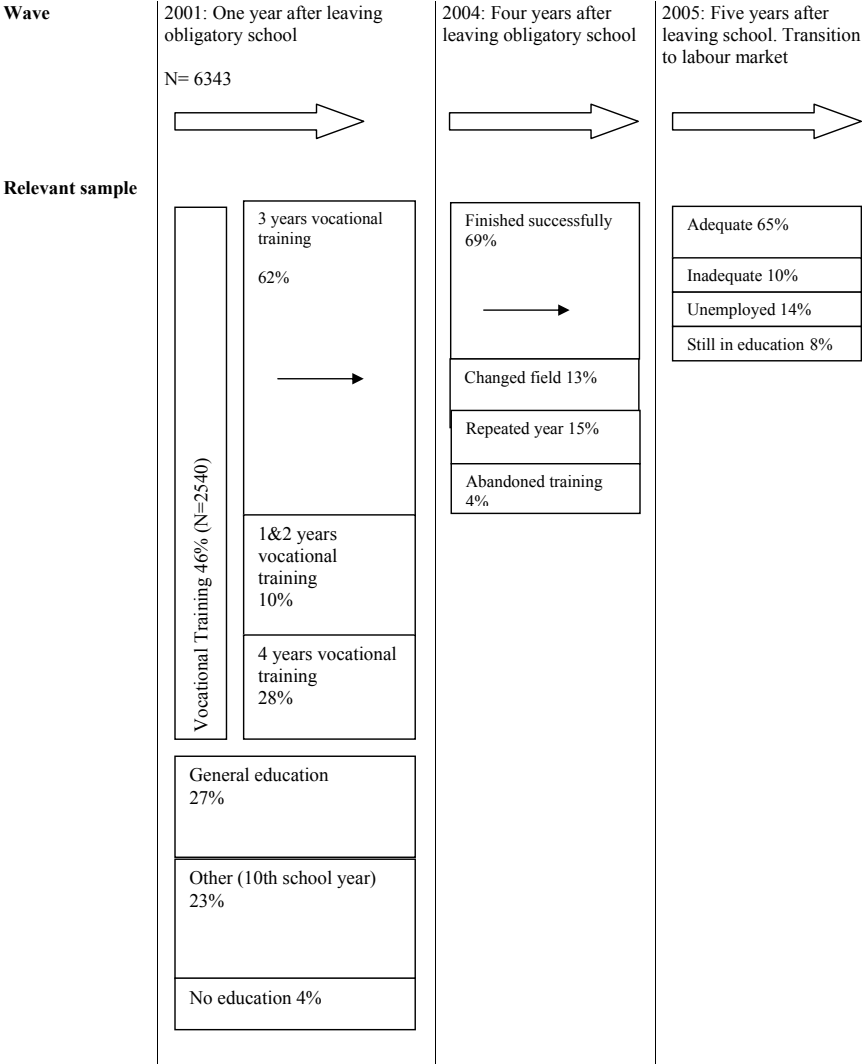 Wave
2001: One year after leaving
obligatory school
N= 6343
2004: Four years after
leaving obligatory school
2005: Five years after
leaving school. Transition
to labour market
Relevant sample
Vocational Training 46% (N=2540)
3 years vocational
training
62%
1&2 years
vocational
training
10%
4 years vocational
training
28%
General education
27%
Other (10th school year)
23%
No education 4%
Finished successfully
69%
Changed field 13%
Repeated year 15%
Abandoned training
4%
Adequate 65%
Inadequate 10%
Unemployed 14%
Still in education 8%